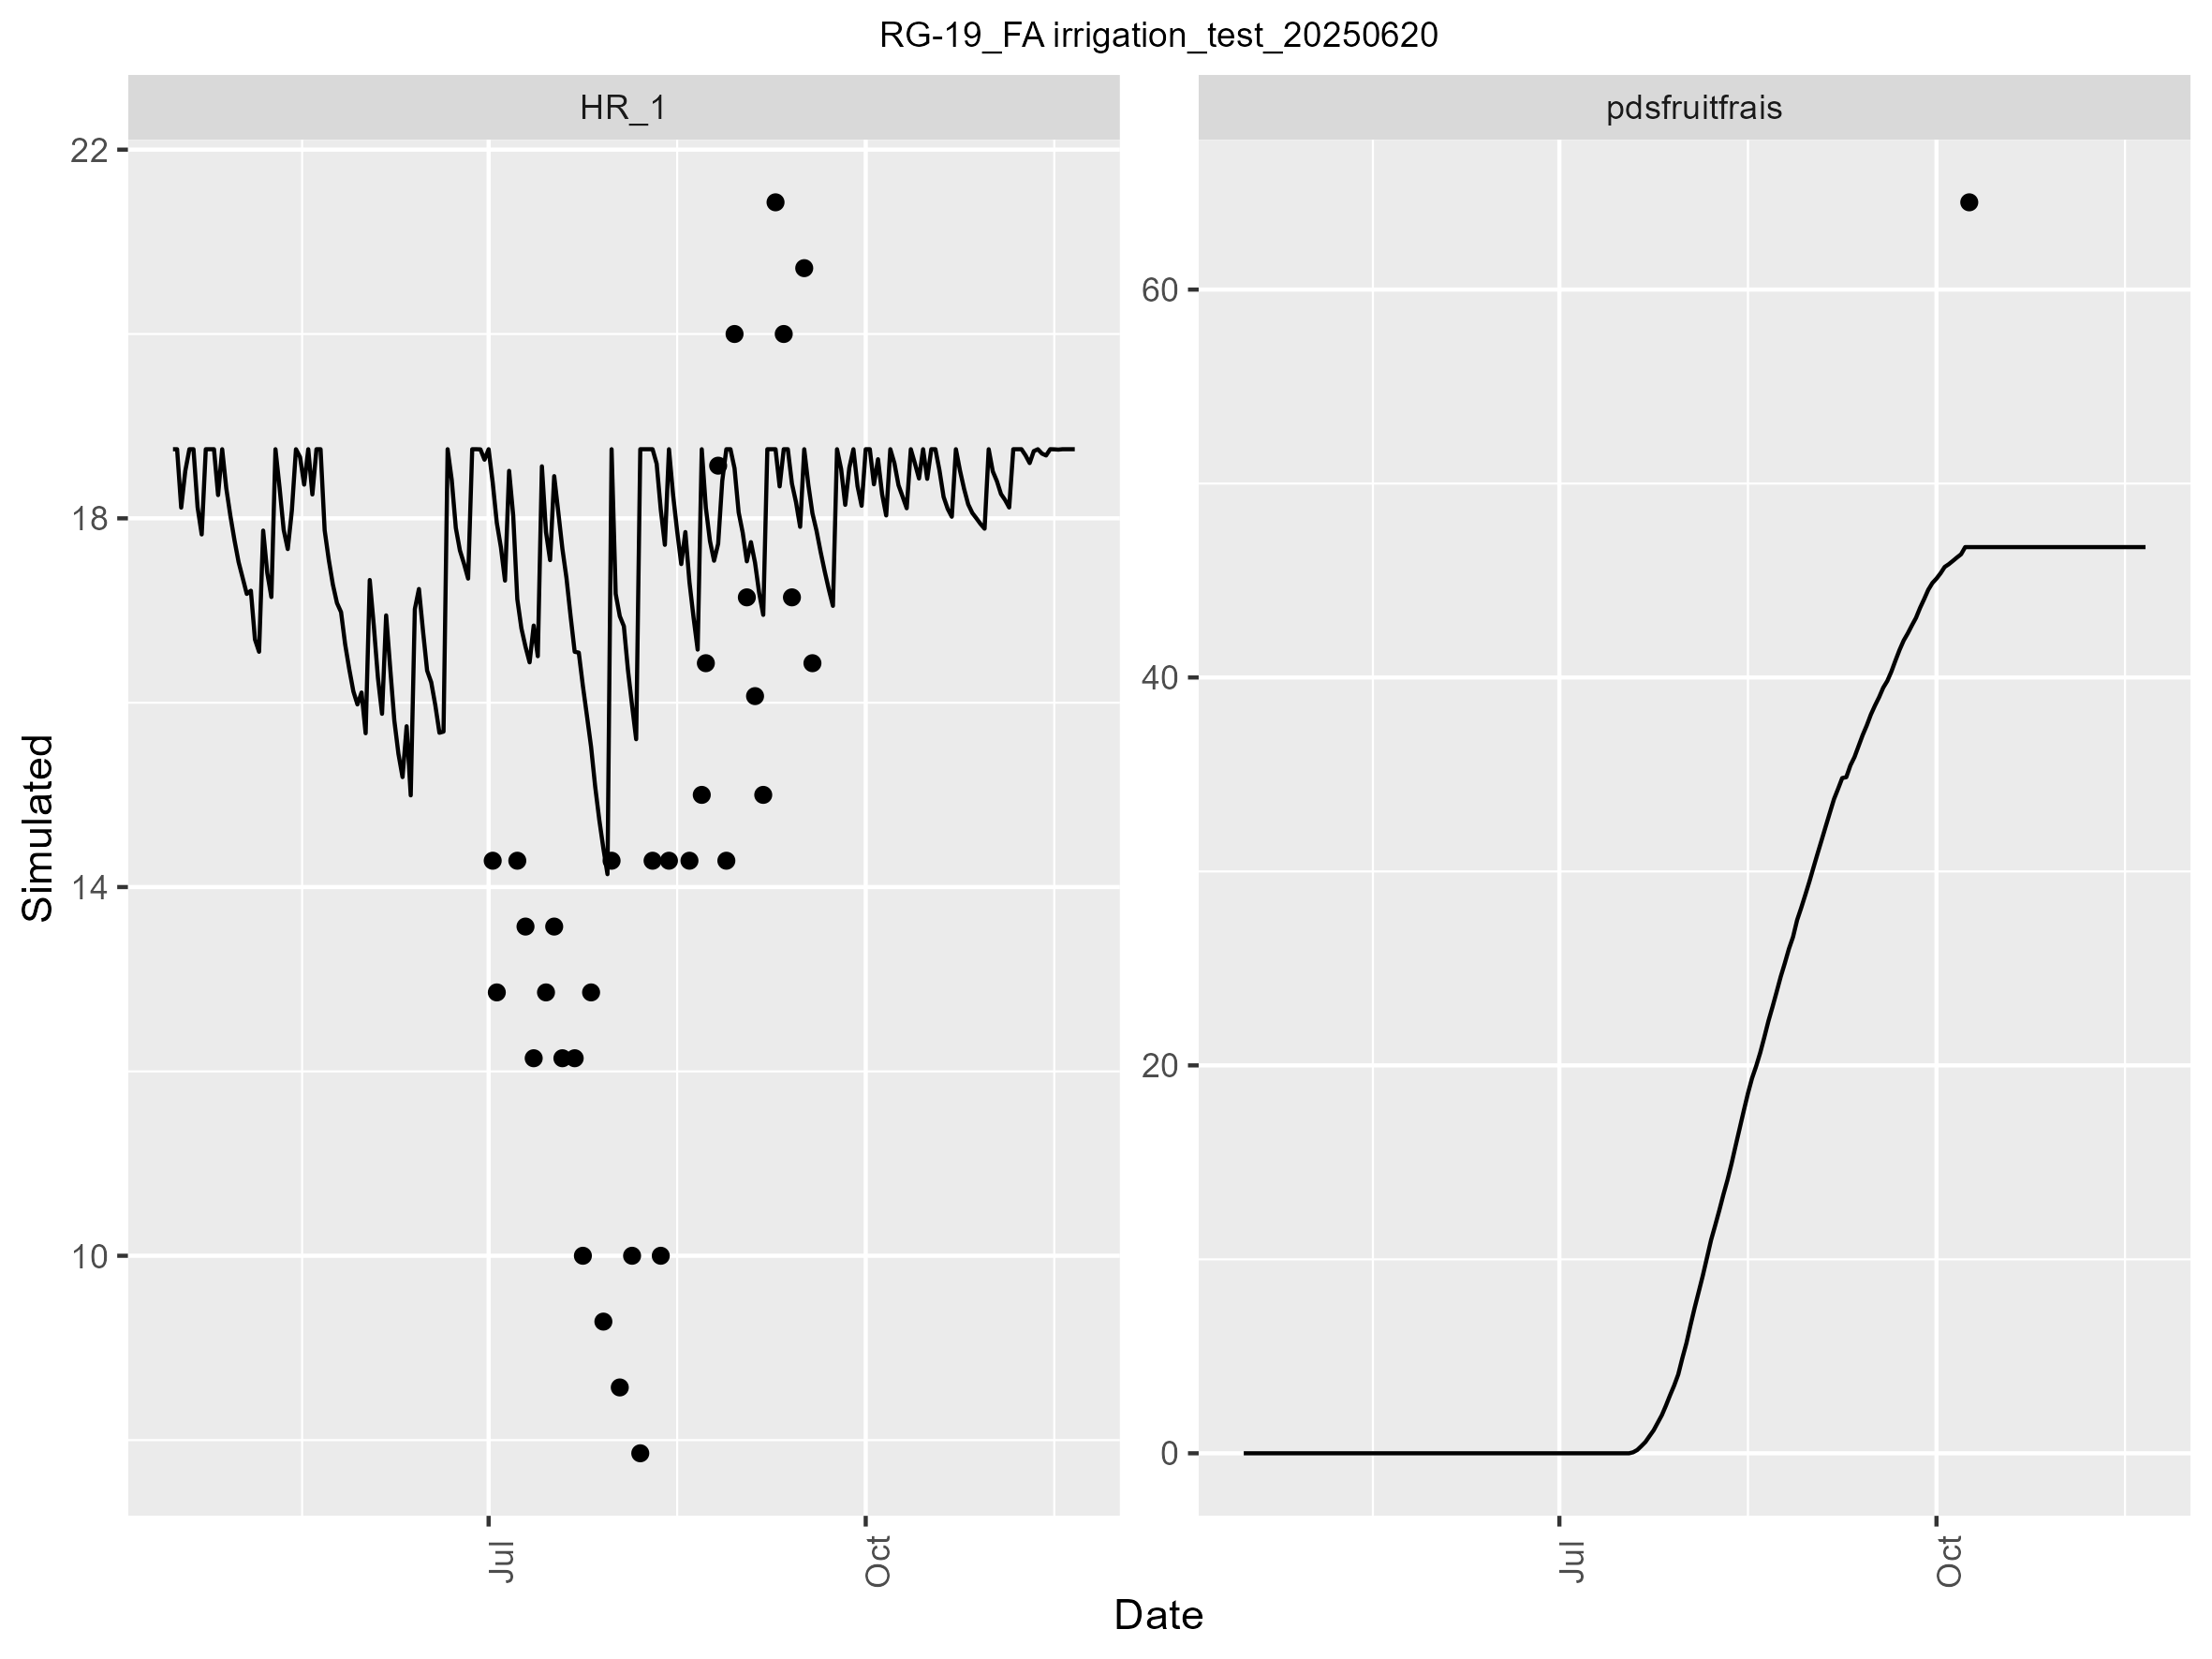 RG-19_FA irrigation_test_20250620
HR_1
pdsfruitfrais
22
18
14
10
60
40
20
0
Simulated
Jul
Oct
Jul
Oct
Date